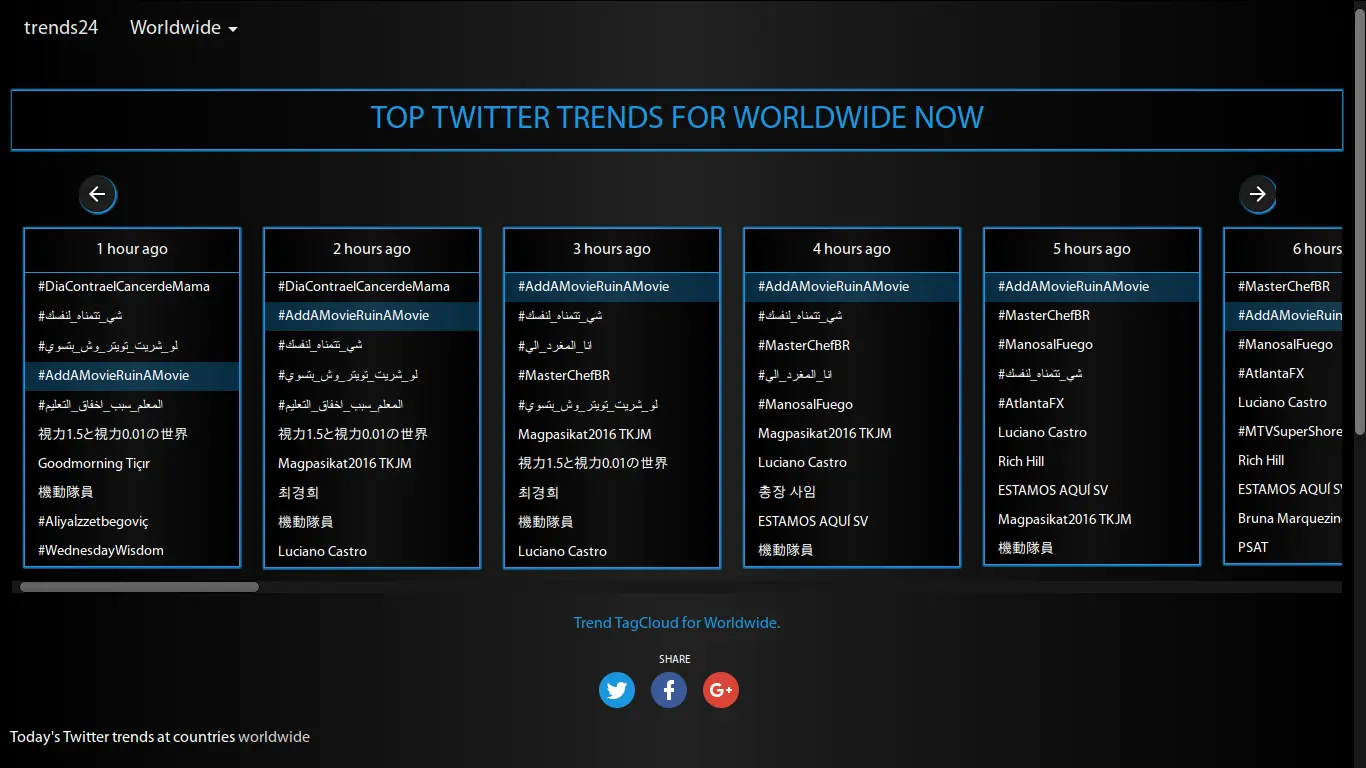 trends24 Worldwide
TOP TWITTER TRENDS FOR WORLDWIDE NOW
1 hour ago
#DiaContraelCancerdeMama
#شي_تتمناه_لنفسك
#لو_شريت_تويتر_وش_بتسوي
#AddAMovieRuinAMovie
#المعلم_سبب_اخفاق_التعليم
視力1.5と視力0.01の世界
Goodmorning Tiçır
機動隊員
#Aliyaİzzetbegoviç
#WednesdayWisdom
2 hours ago
#DiaContraelCancerdeMama
#AddAMovieRuinAMovie
#شي_تتمناه_لنفسك
#لو_شريت_تويتر_وش_بتسوي
#المعلم_سبب_اخفاق_التعليم
視力1.5と視力0.01の世界
Magpasikat2016 TKJM
최경희
機動隊員
Luciano Castro
3 hours ago
#AddAMovieRuinAMovie
#شي_تتمناه_لنفسك
#انا_المغرد_الي
#MasterChefBR
#لو_شريت_تويتر_وش_بتسوي
Magpasikat2016 TKJM
視力1.5と視力0.01の世界
최경희
機動隊員
Luciano Castro
4 hours ago
#AddAMovieRuinAMovie
#شي_تتمناه_لنفسك
#MasterChefBR
#انا_المغرد_الي
#ManosalFuego
Magpasikat2016 TKJM
Luciano Castro
총장 사임
ESTAMOS AQUÍ SV
機動隊員
5 hours ago
#AddAMovieRuinAMovie
#MasterChefBR
#ManosalFuego
#شي_تتمناه_لنفسك
#AtlantaFX
Luciano Castro
Rich Hill
ESTAMOS AQUÍ SV
Magpasikat2016 TKJM
機動隊員
6 hours
#MasterChefBR
#AddAMovieRuin
#ManosalFuego
#AtlantaFX
Luciano Castro
#MTVSuperShore
Rich Hill
ESTAMOS AQUÍ SV
Bruna Marquezin
PSAT
Trend TagCloud for Worldwide.
SHARE
G+
Today's Twitter trends at countries worldwide